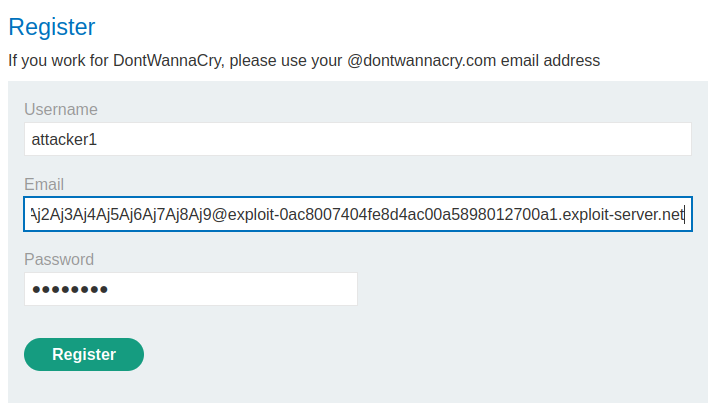 Register
If you work for DontWannaCry, please use your @dontwannacry.com email address
Username
attacker1
Email
Aj2Aj3Aj4Aj5Aj6Aj7Aj8Aj9@exploit-0ac8007404fe8d4ac00a5898012700a1.exploit-server.net
Password
●●●●●●●●
Register